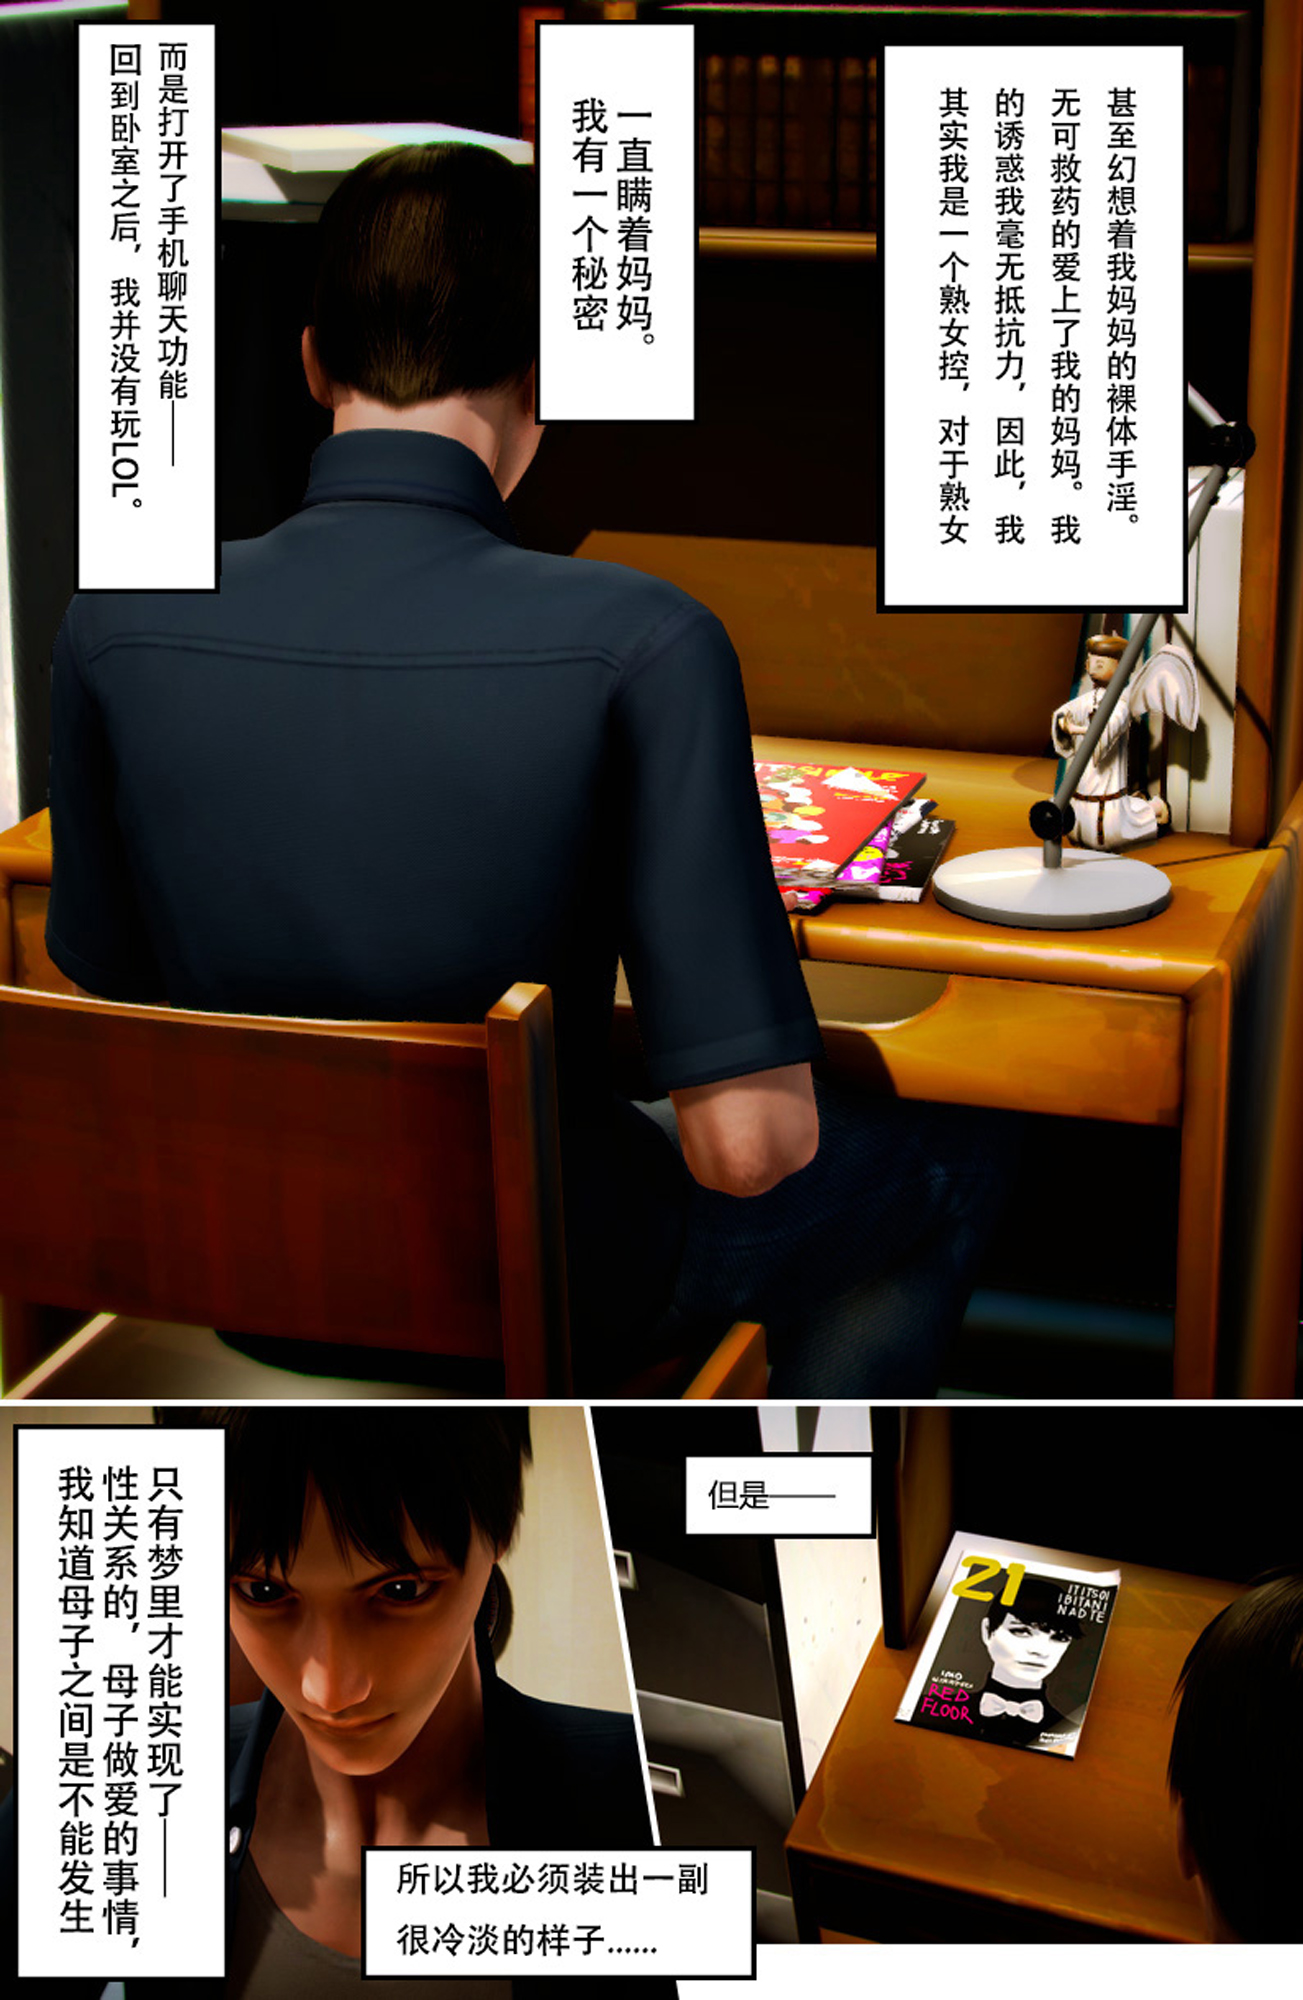 回到卧室之后，我并没有玩LOL。
而是打开了手机聊天功能——
我有一个秘密
一直瞒着妈妈。
其实我是一个熟女控，对于熟女
的诱惑我毫无抵抗力，因此，我
无可救药的爱上了我的妈妈。我
甚至幻想着我妈妈的裸体手淫。
我知道母子之间是不能发生
性关系的，母子做爱的事情，
只有梦里才能实现了——
所以我必须装出一副
很冷淡的样子......
但是——
21
ITITSOI
IBITANI
NADTE
RED
FLOOR